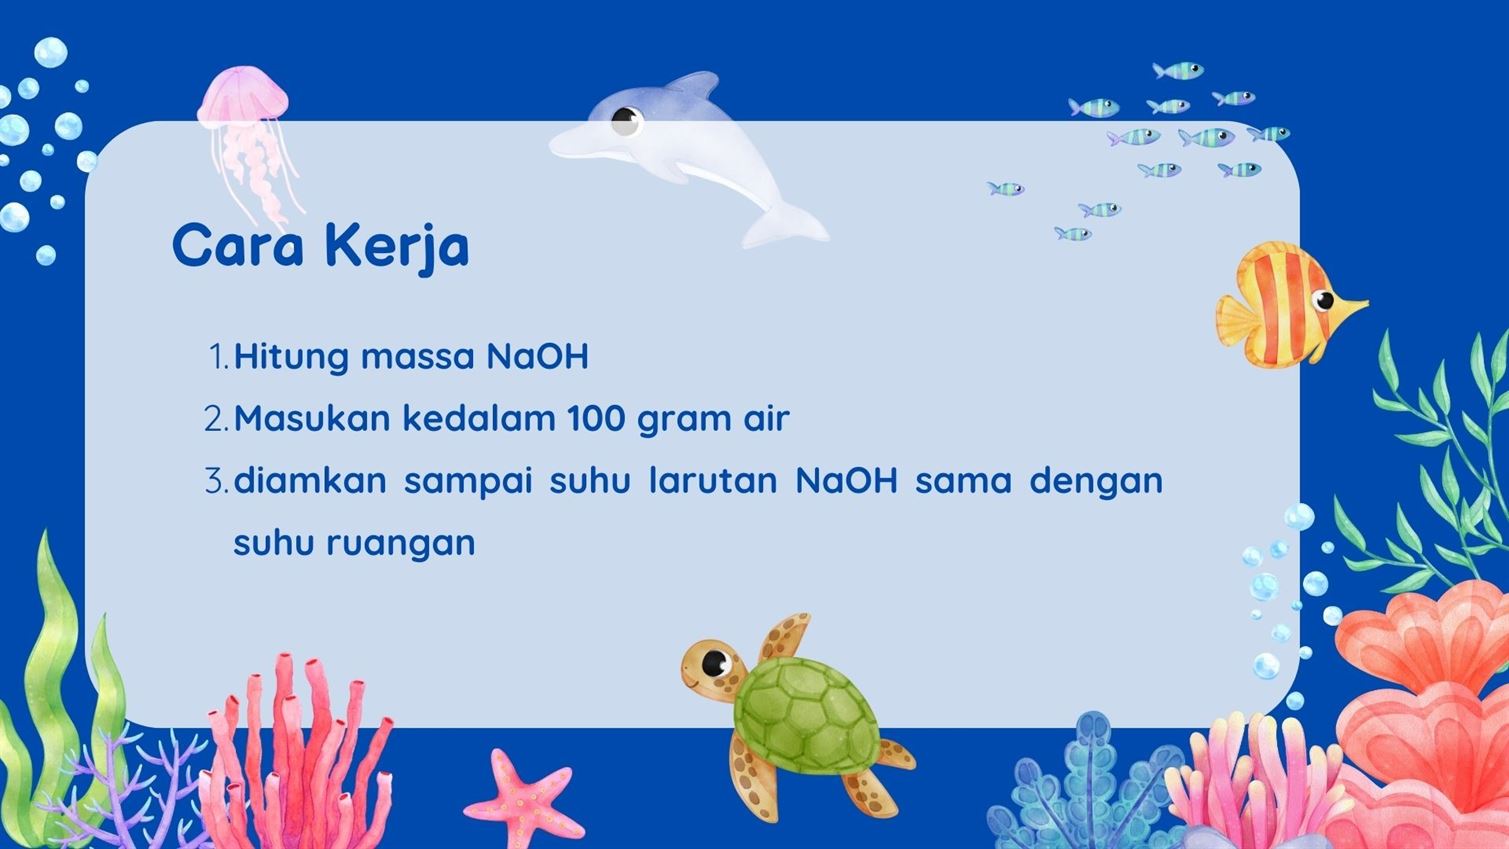 Cara Kerja
1. Hitung massa NaOH
2. Masukan kedalam 100 gram air
3. diamkan sampai suhu larutan NaOH sama dengan
suhu ruangan